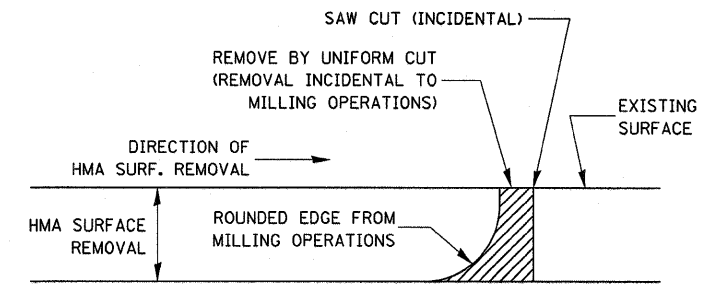 SAW CUT (INCIDENTAL)
REMOVE BY UNIFORM CUT
(REMOVAL INCIDENTAL TO
MILLING OPERATIONS)
EXISTING
SURFACE
DIRECTION OF
HMA SURF. REMOVAL
HMA SURFACE
REMOVAL
ROUNDED EDGE FROM
MILLING OPERATIONS